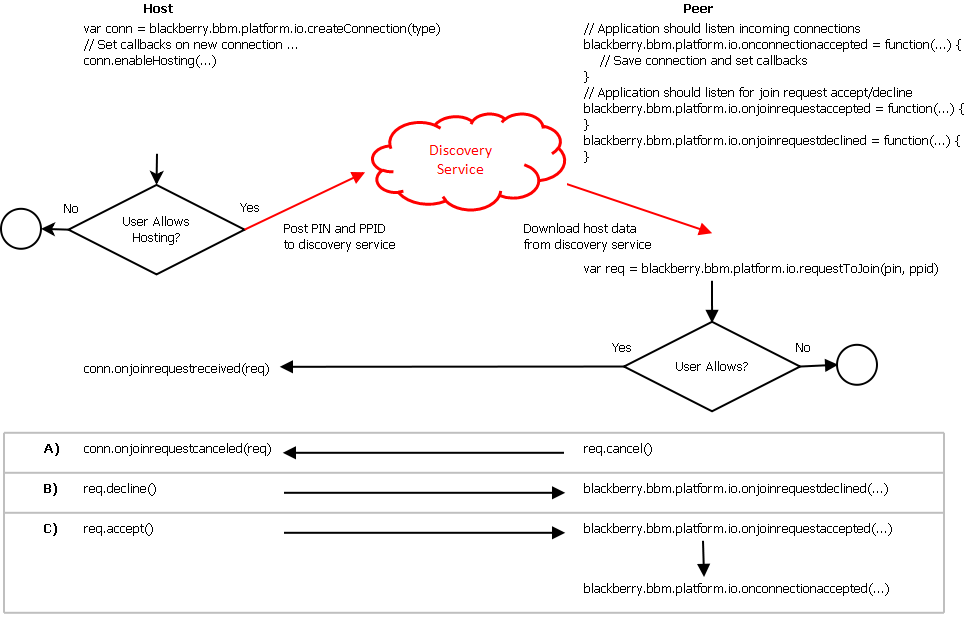 Host
var conn = blackberry.bbm.platform.io.createConnection(type)
// Set callbacks on new connection ...
conn.enableHosting(...)
Peer
// Application should listen incoming connections
blackberry.bbm.platform.io.onconnectionaccepted = function(...) {
// Save connection and set callbacks
}
// Application should listen for join request accept/decline
blackberry.bbm.platform.io.onjoinrequestaccepted = function(...) {
}
blackberry.bbm.platform.io.onjoinrequestdeclined = function(...) {
}
Discovery
Service
No
User Allows
Hosting?
Yes
Post PIN and PPID
to discovery service
Download host data
from discovery service
var req = blackberry.bbm.platform.io.requestToJoin(pin, ppid)
conn.onjoinrequestreceived(req)
Yes
User Allows?
No
A) conn.onjoinrequestcanceled(req) req.cancel()
B) req.decline() blackberry.bbm.platform.io.onjoinrequestdeclined(...)
C) req.accept() blackberry.bbm.platform.io.onjoinrequestaccepted(...)
blackberry.bbm.platform.io.onconnectionaccepted(...)